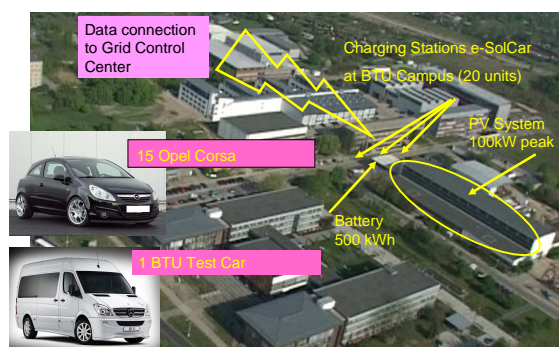 Data connection
to Grid Control
Center
Charging Stations e-SolCar
at BTU Campus (20 units)
PV System
100kW peak
15 Opel Corsa
Battery
500 kWh
1 BTU Test Car